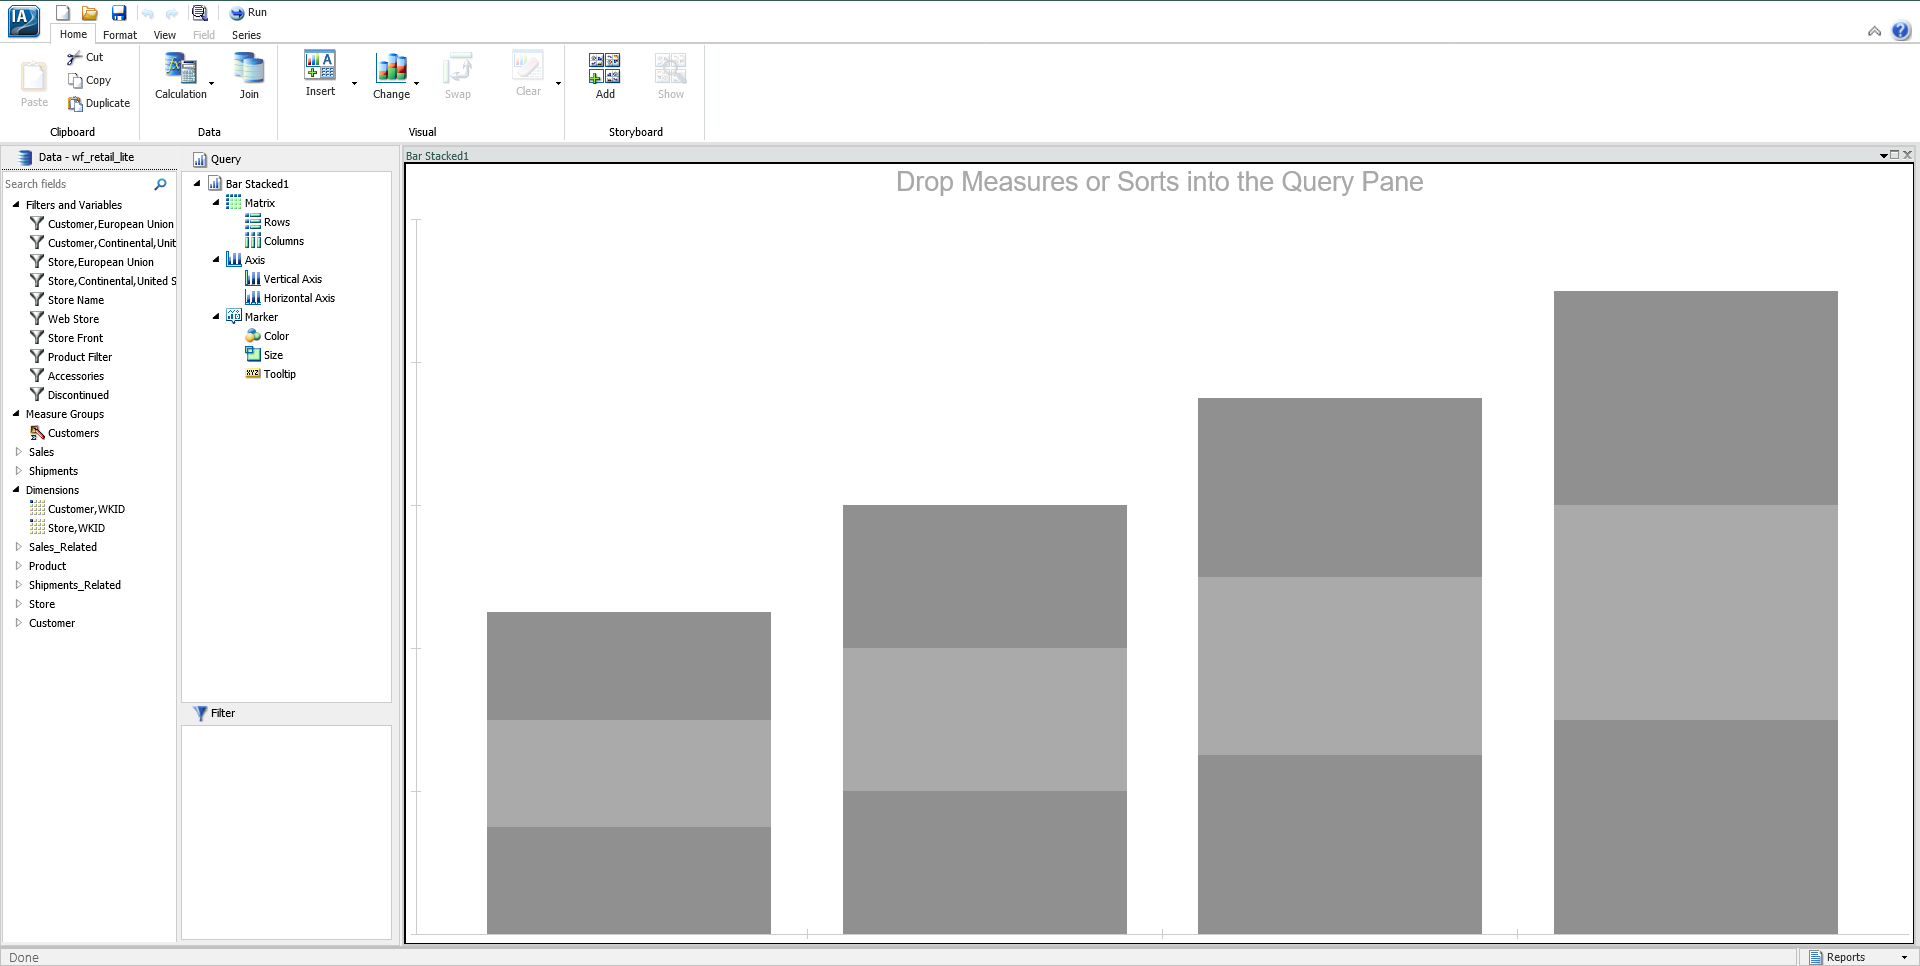 IA
Run
Home
Format
View
Field
Series
Paste
Cut
Copy
Duplicate
Clipboard
Calculation
Join
Data
Insert
Change
Swap
Clear
Visual
Add
Show
Storyboard
Data - wf_retail_lite
Search fields
Filters and Variables
Customer,European Union
Customer,Continental,Unit
Store,European Union
Store,Continental,United S
Store Name
Web Store
Store Front
Product Filter
Accessories
Discontinued
Measure Groups
Customers
Sales
Shipments
Dimensions
Customer,WKID
Store,WKID
Sales_Related
Product
Shipments_Related
Store
Customer
Query
Bar Stacked1
Matrix
Rows
Columns
Axis
Vertical Axis
Horizontal Axis
Marker
Color
Size
XYZ Tooltip
Filter
Bar Stacked1
Drop Measures or Sorts into the Query Pane
Done
Reports